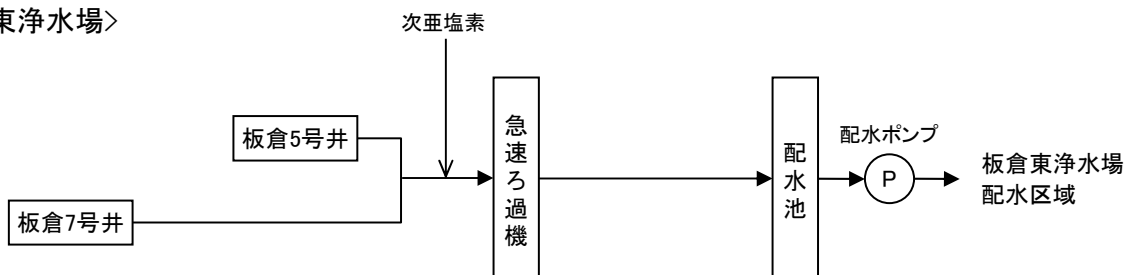 東浄水場>
次亜塩素
板倉5号井
板倉7号井
急速ろ過機
配水池
配水ポンプ
P
板倉東浄水場
配水区域